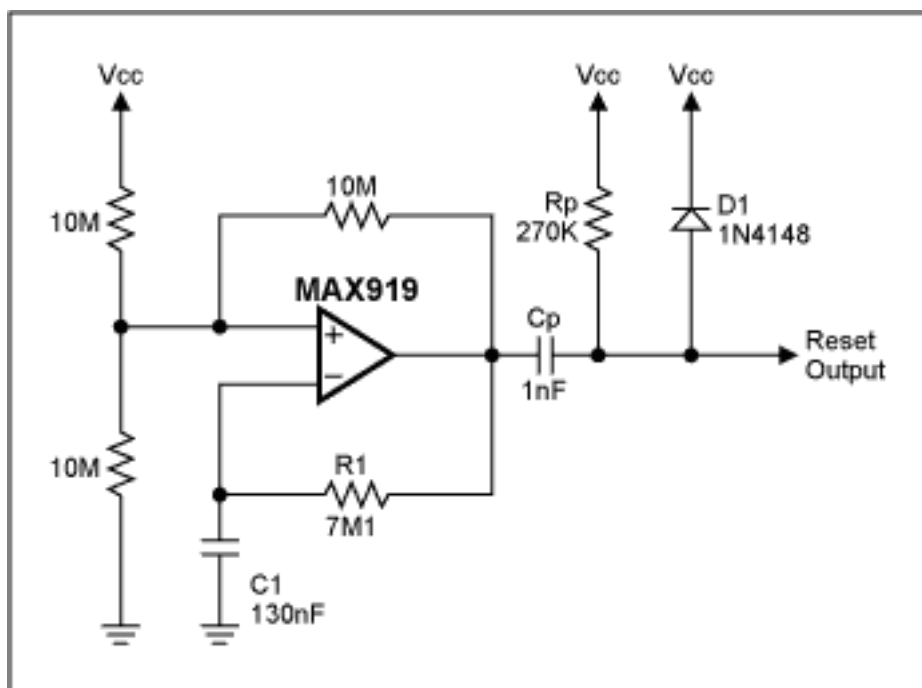 Vcc
Vcc
Vcc
10M
10M
Rp
270K
D1
1N4148
MAX919
+
−
Cp
1nF
Reset
Output
10M
R1
7M1
C1
130nF